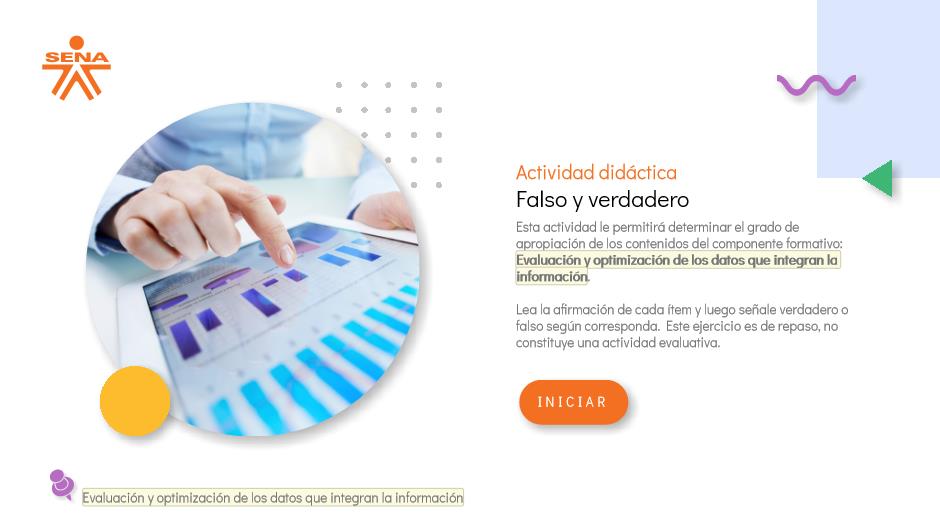 SENA
Actividad didáctica
Falso y verdadero
Esta actividad le permitirá determinar el grado de
apropiación de los contenidos del componente formativo:
Evaluación y optimización de los datos que integran la
información.
Lea la afirmación de cada ítem y luego señale verdadero o
falso según corresponda. Este ejercicio es de repaso, no
constituye una actividad evaluativa.
INICIAR
Evaluación y optimización de los datos que integran la información